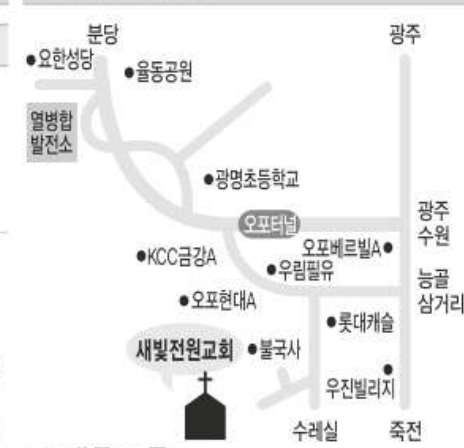 분당
광주
요한성당
율동공원
열병합
발전소
광명초등학교
오포터널
광주
수원
오포베르빌A
KCC금강A
우림필유
능골
삼거리
오포현대A
롯대캐슬
새빛전원교회
불국사
우진빌리지
수레실
죽전